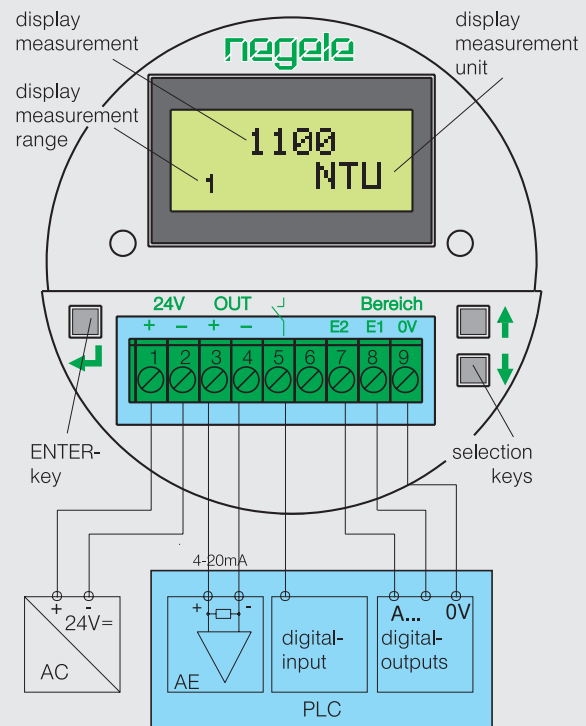 display
measurement
display
measurement
unit
negele
display
measurement
range
1100
1 NTU
24V OUT Bereich
+ - + - E2 E1 0V
1 2 3 4 5 6 7 8 9
ENTER-
key
selection
keys
4-20mA
+ -
24V=
AC
+ -
AE
digital-
input
A... 0V
digital-
outputs
PLC